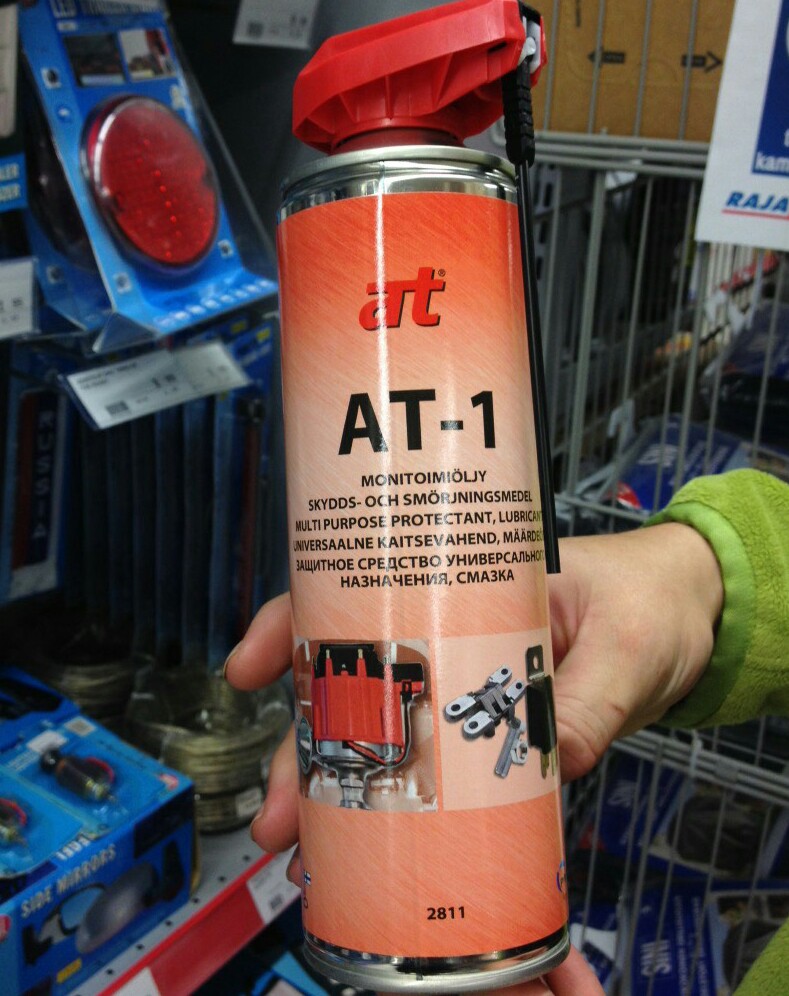 at®
AT-1
MONITOIMIÖLJY
SKYDDS- OCH SMÖRJNINGSMEDEL
MULTI PURPOSE PROTECTANT, LUBRICANT
UNIVERSAALNE KAITSEVAHEND,
ЗАЩИТНОЕ СРЕДСТВО УНИВЕРСАЛЬНОГО
НАЗНАЧЕНИЯ, СМАЗКА
2811
SIDE MIRRORS
RAJA
kam